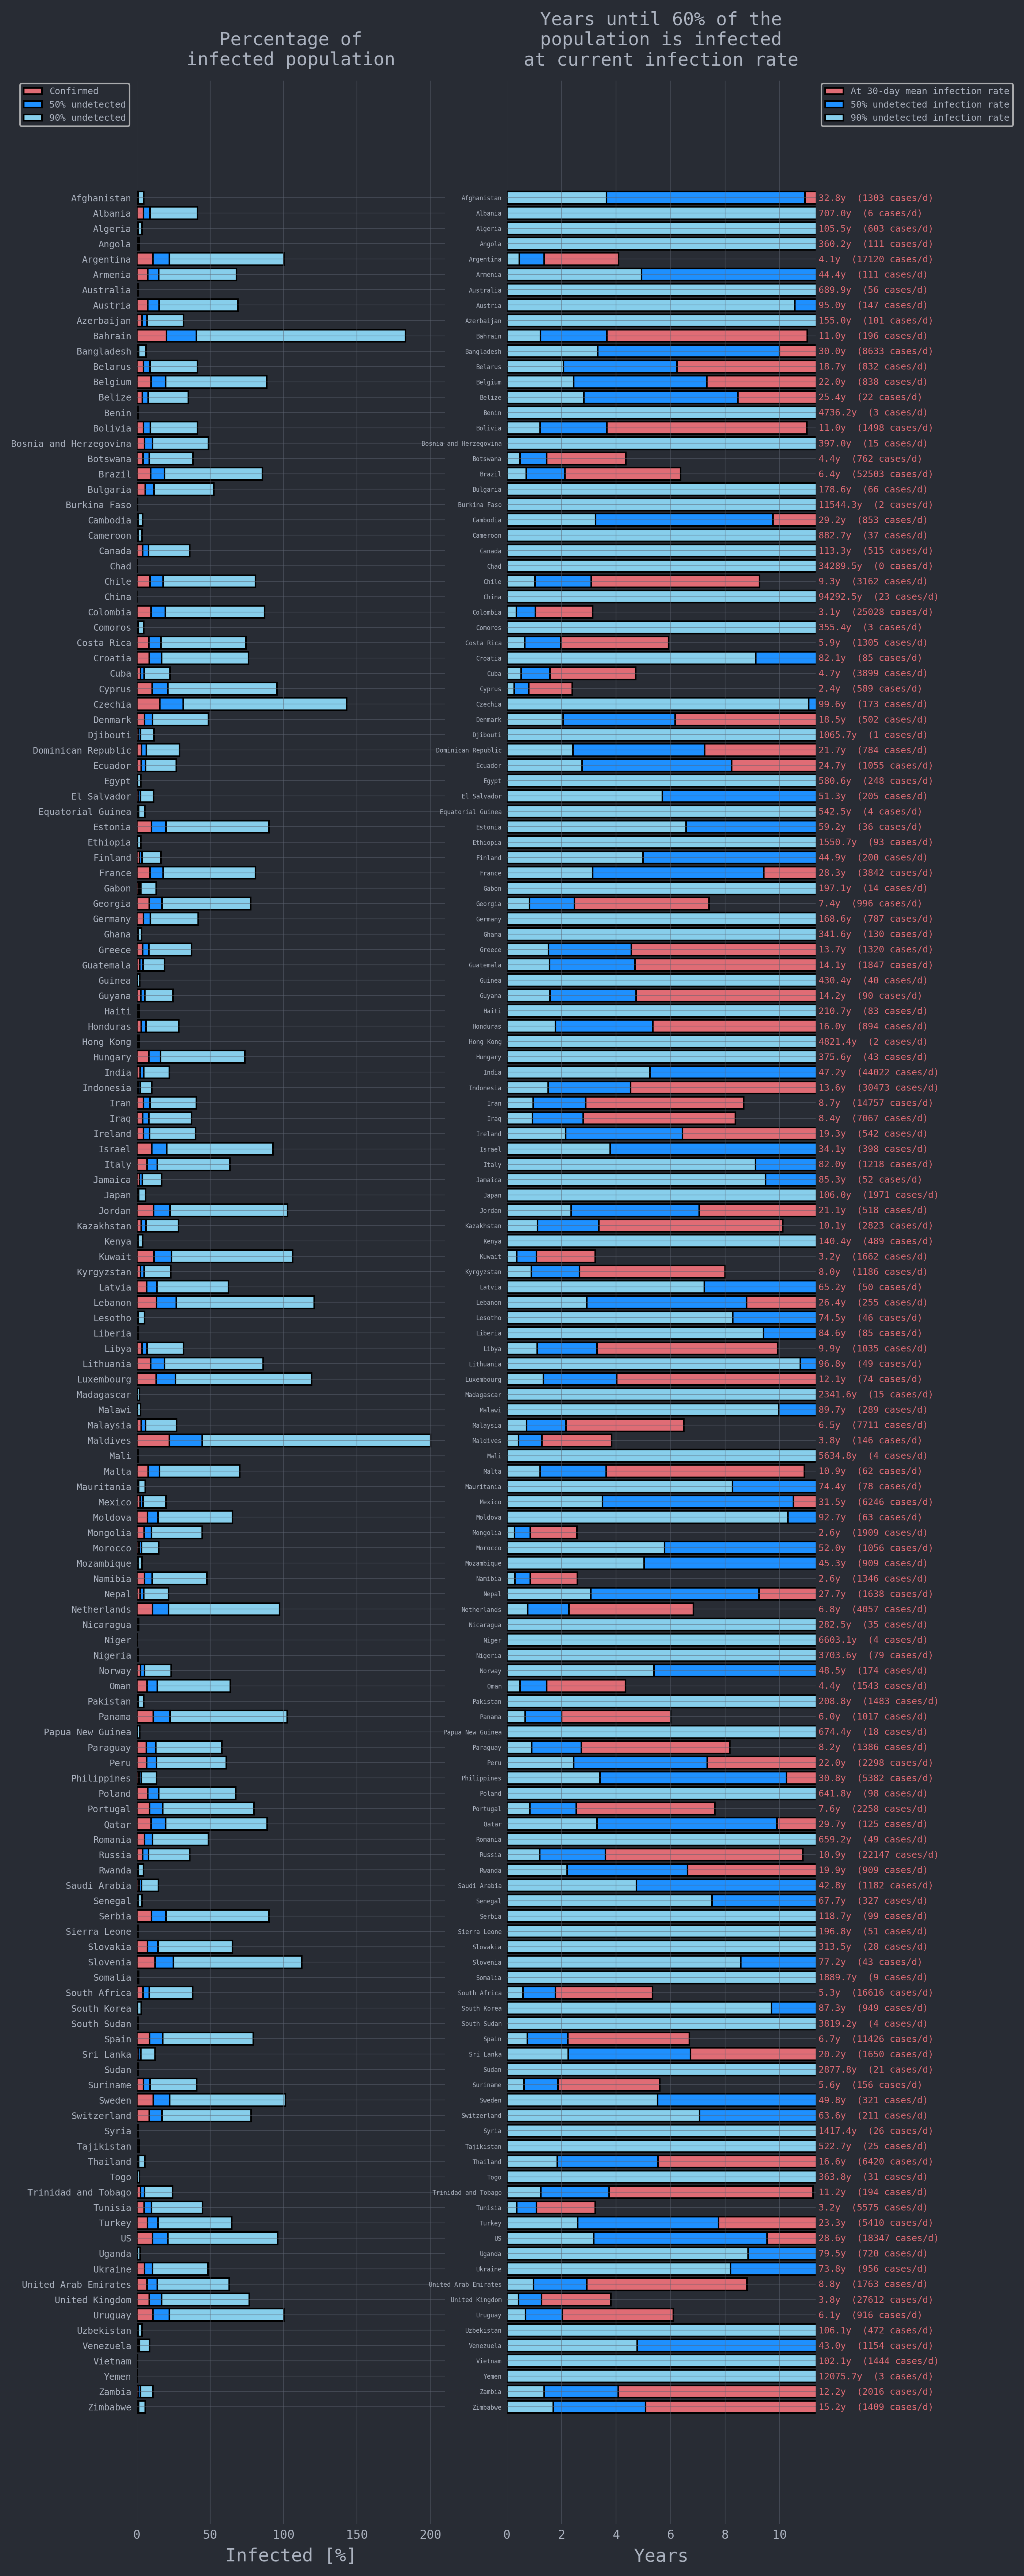 Percentage of
infected population
Years until 60% of the
population is infected
at current infection rate
Confirmed
50% undetected
90% undetected
At 30-day mean infection rate
50% undetected infection rate
90% undetected infection rate
Afghanistan Afghanistan 32.8y (1303 cases/d)
Albania Albania 707.0y (6 cases/d)
Algeria Algeria 105.5y (603 cases/d)
Angola Angola 360.2y (111 cases/d)
Argentina Argentina 4.1y (17120 cases/d)
Armenia Armenia 44.4y (111 cases/d)
Australia Australia 689.9y (56 cases/d)
Austria Austria 95.0y (147 cases/d)
Azerbaijan Azerbaijan 155.0y (101 cases/d)
Bahrain Bahrain 11.0y (196 cases/d)
Bangladesh Bangladesh 30.0y (8633 cases/d)
Belarus Belarus 18.7y (832 cases/d)
Belgium Belgium 22.0y (838 cases/d)
Belize Belize 25.4y (22 cases/d)
Benin Benin 4736.2y (3 cases/d)
Bolivia Bolivia 11.0y (1498 cases/d)
Bosnia and Herzegovina Bosnia and Herzegovina 397.0y (15 cases/d)
Botswana Botswana 4.4y (762 cases/d)
Brazil Brazil 6.4y (52503 cases/d)
Bulgaria Bulgaria 178.6y (66 cases/d)
Burkina Faso Burkina Faso 11544.3y (2 cases/d)
Cambodia Cambodia 29.2y (853 cases/d)
Cameroon Cameroon 882.7y (37 cases/d)
Canada Canada 113.3y (515 cases/d)
Chad Chad 34289.5y (0 cases/d)
Chile Chile 9.3y (3162 cases/d)
China China 94292.5y (23 cases/d)
Colombia Colombia 3.1y (25028 cases/d)
Comoros Comoros 355.4y (3 cases/d)
Costa Rica Costa Rica 5.9y (1305 cases/d)
Croatia Croatia 82.1y (85 cases/d)
Cuba Cuba 4.7y (3899 cases/d)
Cyprus Cyprus 2.4y (589 cases/d)
Czechia Czechia 99.6y (173 cases/d)
Denmark Denmark 18.5y (502 cases/d)
Djibouti Djibouti 1065.7y (1 cases/d)
Dominican Republic Dominican Republic 21.7y (784 cases/d)
Ecuador Ecuador 24.7y (1055 cases/d)
Egypt Egypt 580.6y (248 cases/d)
El Salvador El Salvador 51.3y (205 cases/d)
Equatorial Guinea Equatorial Guinea 542.5y (4 cases/d)
Estonia Estonia 59.2y (36 cases/d)
Ethiopia Ethiopia 1550.7y (93 cases/d)
Finland Finland 44.9y (200 cases/d)
France France 28.3y (3842 cases/d)
Gabon Gabon 197.1y (14 cases/d)
Georgia Georgia 7.4y (996 cases/d)
Germany Germany 168.6y (787 cases/d)
Ghana Ghana 341.6y (130 cases/d)
Greece Greece 13.7y (1320 cases/d)
Guatemala Guatemala 14.1y (1847 cases/d)
Guinea Guinea 430.4y (40 cases/d)
Guyana Guyana 14.2y (90 cases/d)
Haiti Haiti 210.7y (83 cases/d)
Honduras Honduras 16.0y (894 cases/d)
Hong Kong Hong Kong 4821.4y (2 cases/d)
Hungary Hungary 375.6y (43 cases/d)
India India 47.2y (44022 cases/d)
Indonesia Indonesia 13.6y (30473 cases/d)
Iran Iran 8.7y (14757 cases/d)
Iraq Iraq 8.4y (7067 cases/d)
Ireland Ireland 19.3y (542 cases/d)
Israel Israel 34.1y (398 cases/d)
Italy Italy 82.0y (1218 cases/d)
Jamaica Jamaica 85.3y (52 cases/d)
Japan Japan 106.0y (1971 cases/d)
Jordan Jordan 21.1y (518 cases/d)
Kazakhstan Kazakhstan 10.1y (2823 cases/d)
Kenya Kenya 140.4y (489 cases/d)
Kuwait Kuwait 3.2y (1662 cases/d)
Kyrgyzstan Kyrgyzstan 8.0y (1186 cases/d)
Latvia Latvia 65.2y (50 cases/d)
Lebanon Lebanon 26.4y (255 cases/d)
Lesotho Lesotho 74.5y (46 cases/d)
Liberia Liberia 84.6y (85 cases/d)
Libya Libya 9.9y (1035 cases/d)
Lithuania Lithuania 96.8y (49 cases/d)
Luxembourg Luxembourg 12.1y (74 cases/d)
Madagascar Madagascar 2341.6y (15 cases/d)
Malawi Malawi 89.7y (289 cases/d)
Malaysia Malaysia 6.5y (7711 cases/d)
Maldives Maldives 3.8y (146 cases/d)
Mali Mali 5634.8y (4 cases/d)
Malta Malta 10.9y (62 cases/d)
Mauritania Mauritania 74.4y (78 cases/d)
Mexico Mexico 31.5y (6246 cases/d)
Moldova Moldova 92.7y (63 cases/d)
Mongolia Mongolia 2.6y (1909 cases/d)
Morocco Morocco 52.0y (1056 cases/d)
Mozambique Mozambique 45.3y (909 cases/d)
Namibia Namibia 2.6y (1346 cases/d)
Nepal Nepal 27.7y (1638 cases/d)
Netherlands Netherlands 6.8y (4057 cases/d)
Nicaragua Nicaragua 282.5y (35 cases/d)
Niger Niger 6603.1y (4 cases/d)
Nigeria Nigeria 3703.6y (79 cases/d)
Norway Norway 48.5y (174 cases/d)
Oman Oman 4.4y (1543 cases/d)
Pakistan Pakistan 208.8y (1483 cases/d)
Panama Panama 6.0y (1017 cases/d)
Papua New Guinea Papua New Guinea 674.4y (18 cases/d)
Paraguay Paraguay 8.2y (1386 cases/d)
Peru Peru 22.0y (2298 cases/d)
Philippines Philippines 30.8y (5382 cases/d)
Poland Poland 641.8y (98 cases/d)
Portugal Portugal 7.6y (2258 cases/d)
Qatar Qatar 29.7y (125 cases/d)
Romania Romania 659.2y (49 cases/d)
Russia Russia 10.9y (22147 cases/d)
Rwanda Rwanda 19.9y (909 cases/d)
Saudi Arabia Saudi Arabia 42.8y (1182 cases/d)
Senegal Senegal 67.7y (327 cases/d)
Serbia Serbia 118.7y (99 cases/d)
Sierra Leone Sierra Leone 196.8y (51 cases/d)
Slovakia Slovakia 313.5y (28 cases/d)
Slovenia Slovenia 77.2y (43 cases/d)
Somalia Somalia 1889.7y (9 cases/d)
South Africa South Africa 5.3y (16616 cases/d)
South Korea South Korea 87.3y (949 cases/d)
South Sudan South Sudan 3819.2y (4 cases/d)
Spain Spain 6.7y (11426 cases/d)
Sri Lanka Sri Lanka 20.2y (1650 cases/d)
Sudan Sudan 2877.8y (21 cases/d)
Suriname Suriname 5.6y (156 cases/d)
Sweden Sweden 49.8y (321 cases/d)
Switzerland Switzerland 63.6y (211 cases/d)
Syria Syria 1417.4y (26 cases/d)
Tajikistan Tajikistan 522.7y (25 cases/d)
Thailand Thailand 16.6y (6420 cases/d)
Togo Togo 363.8y (31 cases/d)
Trinidad and Tobago Trinidad and Tobago 11.2y (194 cases/d)
Tunisia Tunisia 3.2y (5575 cases/d)
Turkey Turkey 23.3y (5410 cases/d)
US US 28.6y (18347 cases/d)
Uganda Uganda 79.5y (720 cases/d)
Ukraine Ukraine 73.8y (956 cases/d)
United Arab Emirates United Arab Emirates 8.8y (1763 cases/d)
United Kingdom United Kingdom 3.8y (27612 cases/d)
Uruguay Uruguay 6.1y (916 cases/d)
Uzbekistan Uzbekistan 106.1y (472 cases/d)
Venezuela Venezuela 43.0y (1154 cases/d)
Vietnam Vietnam 102.1y (1444 cases/d)
Yemen Yemen 12075.7y (3 cases/d)
Zambia Zambia 12.2y (2016 cases/d)
Zimbabwe Zimbabwe 15.2y (1409 cases/d)
0 50 100 150 200 0 2 4 6 8 10
Infected [%] Years